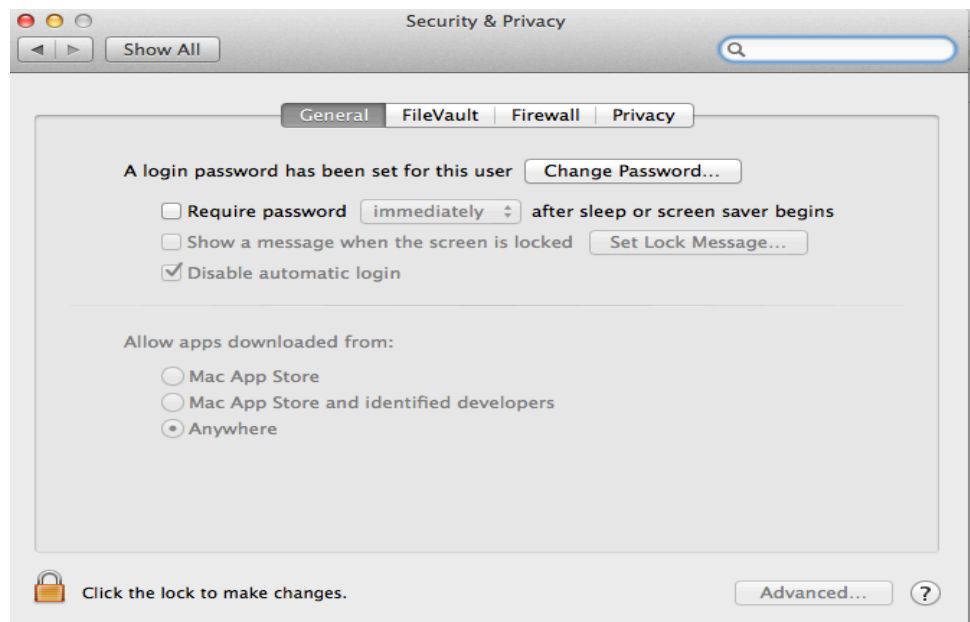 Security & Privacy
Show All
General FileVault Firewall Privacy
A login password has been set for this user Change Password...
Require password immediately after sleep or screen saver begins
Show a message when the screen is locked Set Lock Message...
Disable automatic login
Allow apps downloaded from:
Mac App Store
Mac App Store and identified developers
Anywhere
Click the lock to make changes. Advanced... ?